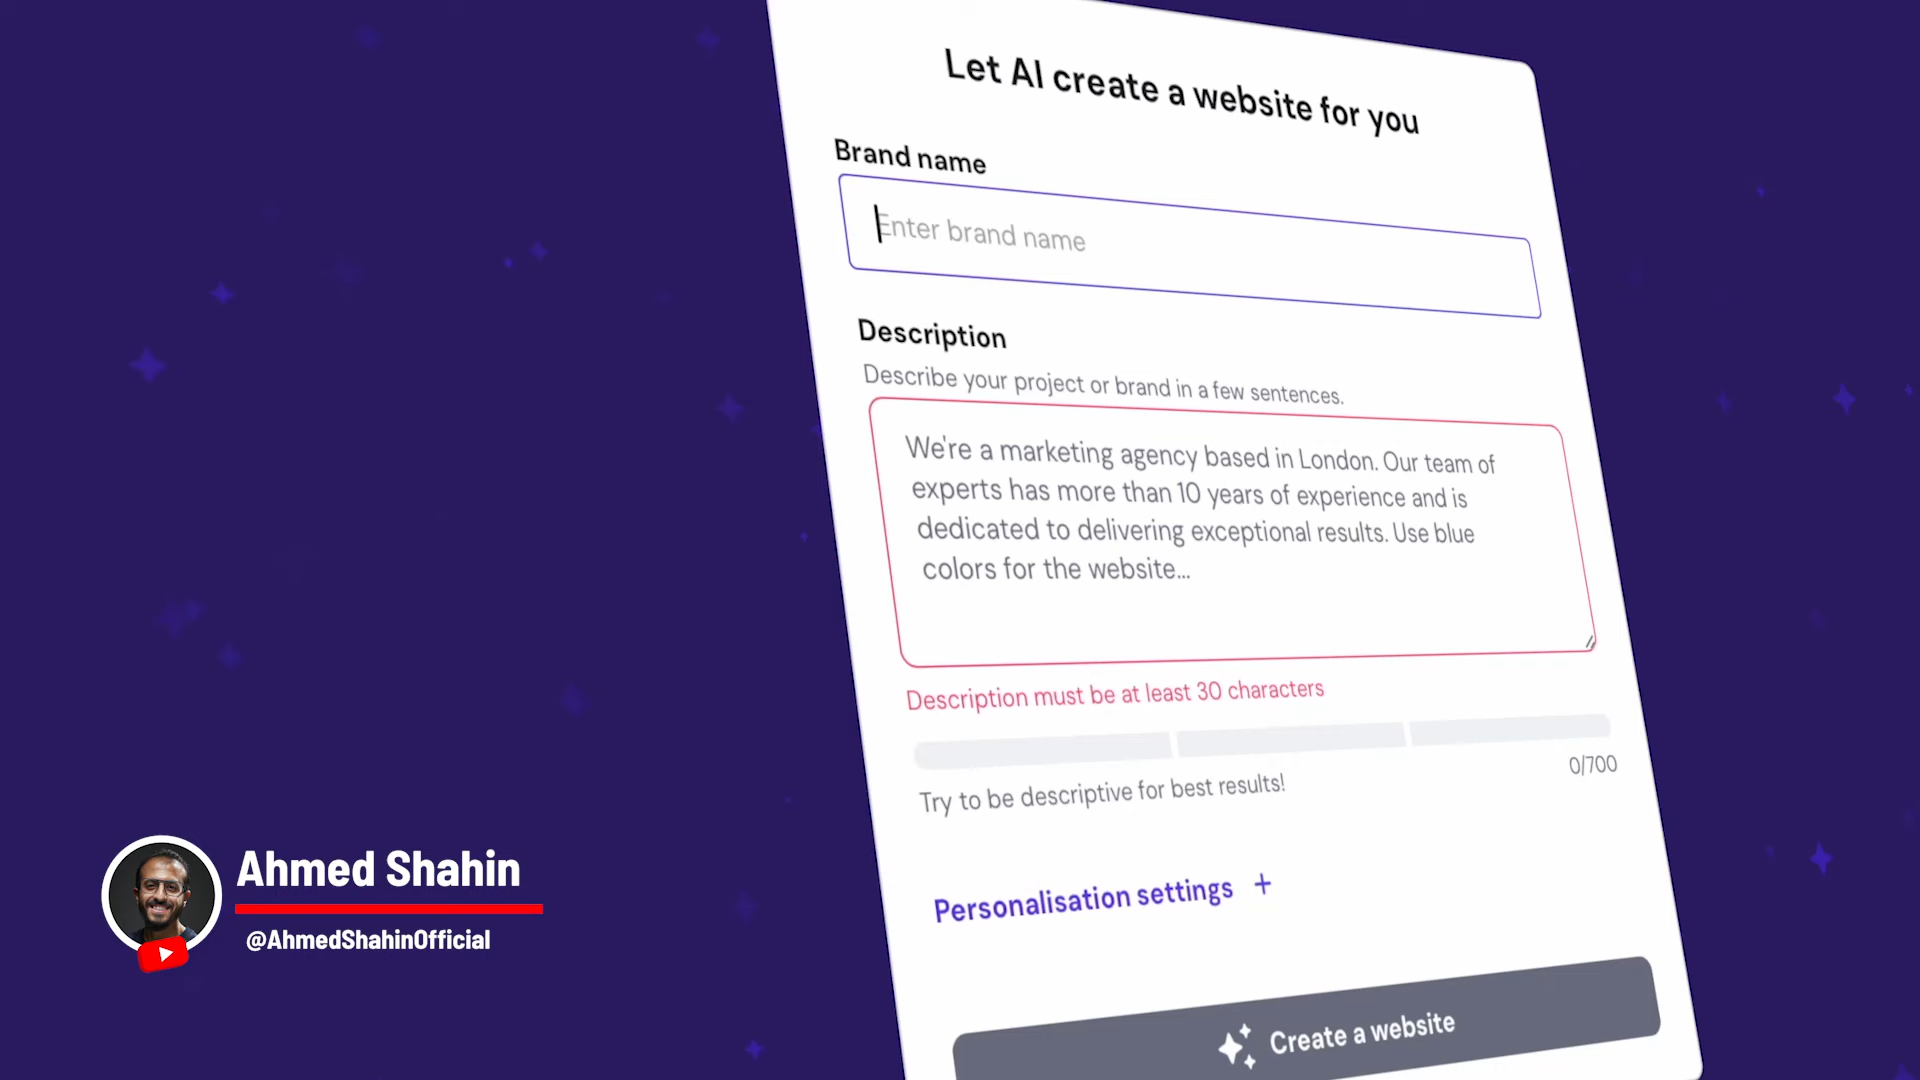 Let AI create a website for you
Brand name
Enter brand name
Description
Describe your project or brand in a few sentences.
We're a marketing agency based in London. Our team of
experts has more than 10 years of experience and is
dedicated to delivering exceptional results. Use blue
colors for the website...
Description must be at least 30 characters
0/700
Try to be descriptive for best results!
Personalisation settings +
Create a website
Ahmed Shahin
@AhmedShahinOfficial